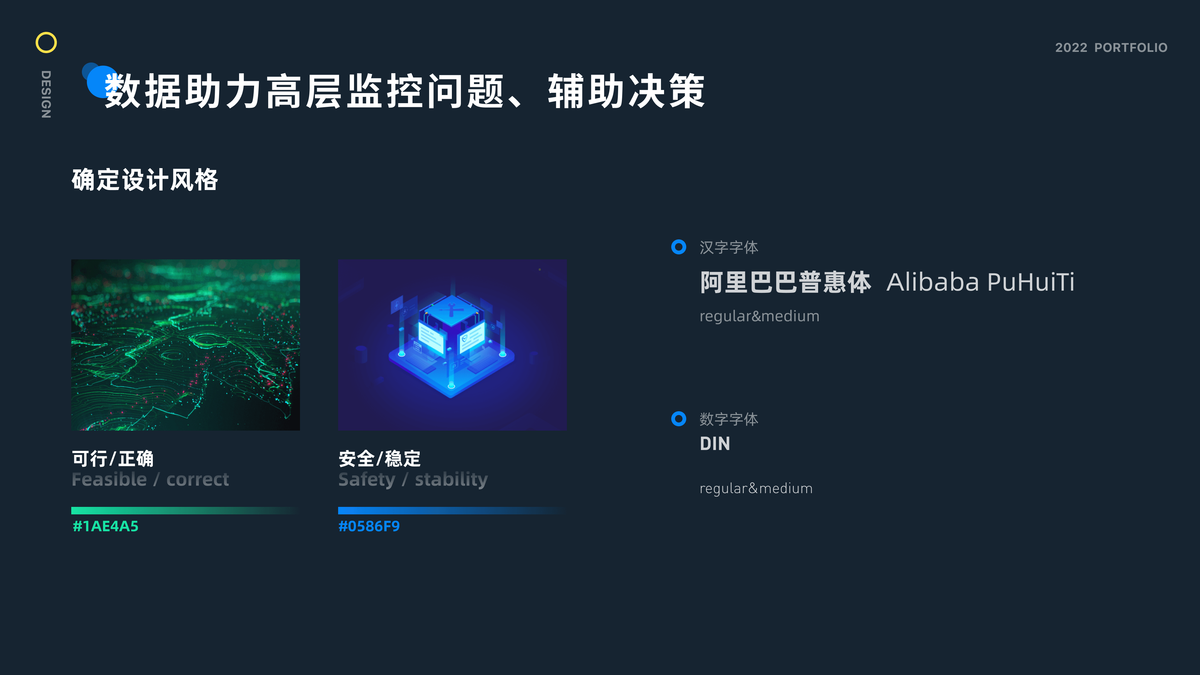 2022 PORTFOLIO
DESIGN
数据助力高层监控问题、辅助决策
确定设计风格
可行/正确
Feasible / correct
#1AE4A5
安全/稳定
Safety / stability
#0586F9
汉字字体
阿里巴巴普惠体 Alibaba PuHuiTi
regular&medium
数字字体
DIN
regular&medium